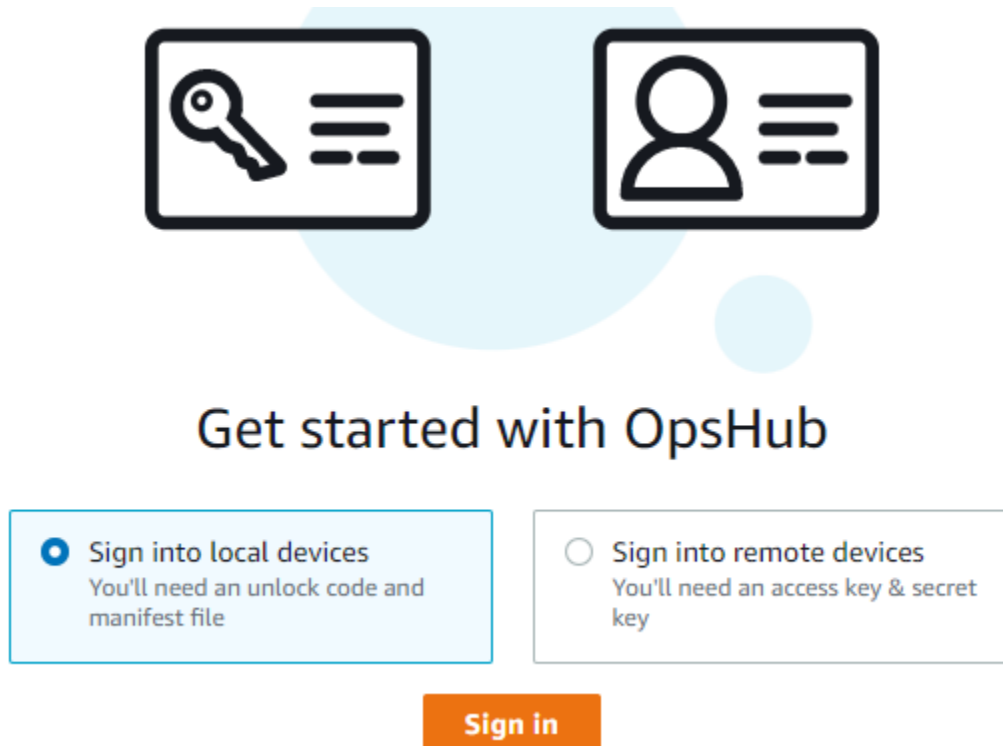 Get started with OpsHub
Sign into local devices
You'll need an unlock code and
manifest file
Sign into remote devices
You'll need an access key & secret
key
Sign in